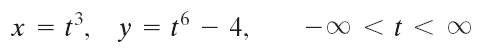 x = t³, y = t⁶ − 4, −∞ < t < ∞